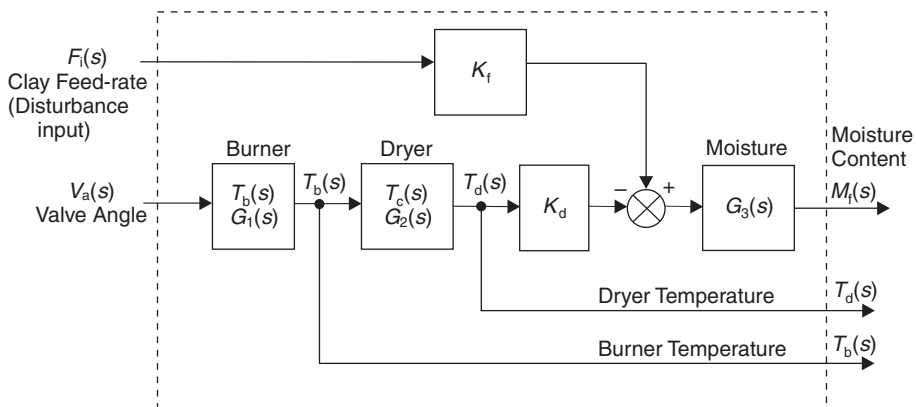 F_i(s)
Clay Feed-rate
(Disturbance
input)
K_f
Burner
Dryer
Moisture
Moisture
Content
V_a(s)
Valve Angle
T_b(s)
G_1(s)
T_b(s)
T_c(s)
G_2(s)
T_d(s)
K_d
−
+
G_3(s)
M_f(s)
Dryer Temperature
T_d(s)
Burner Temperature
T_b(s)